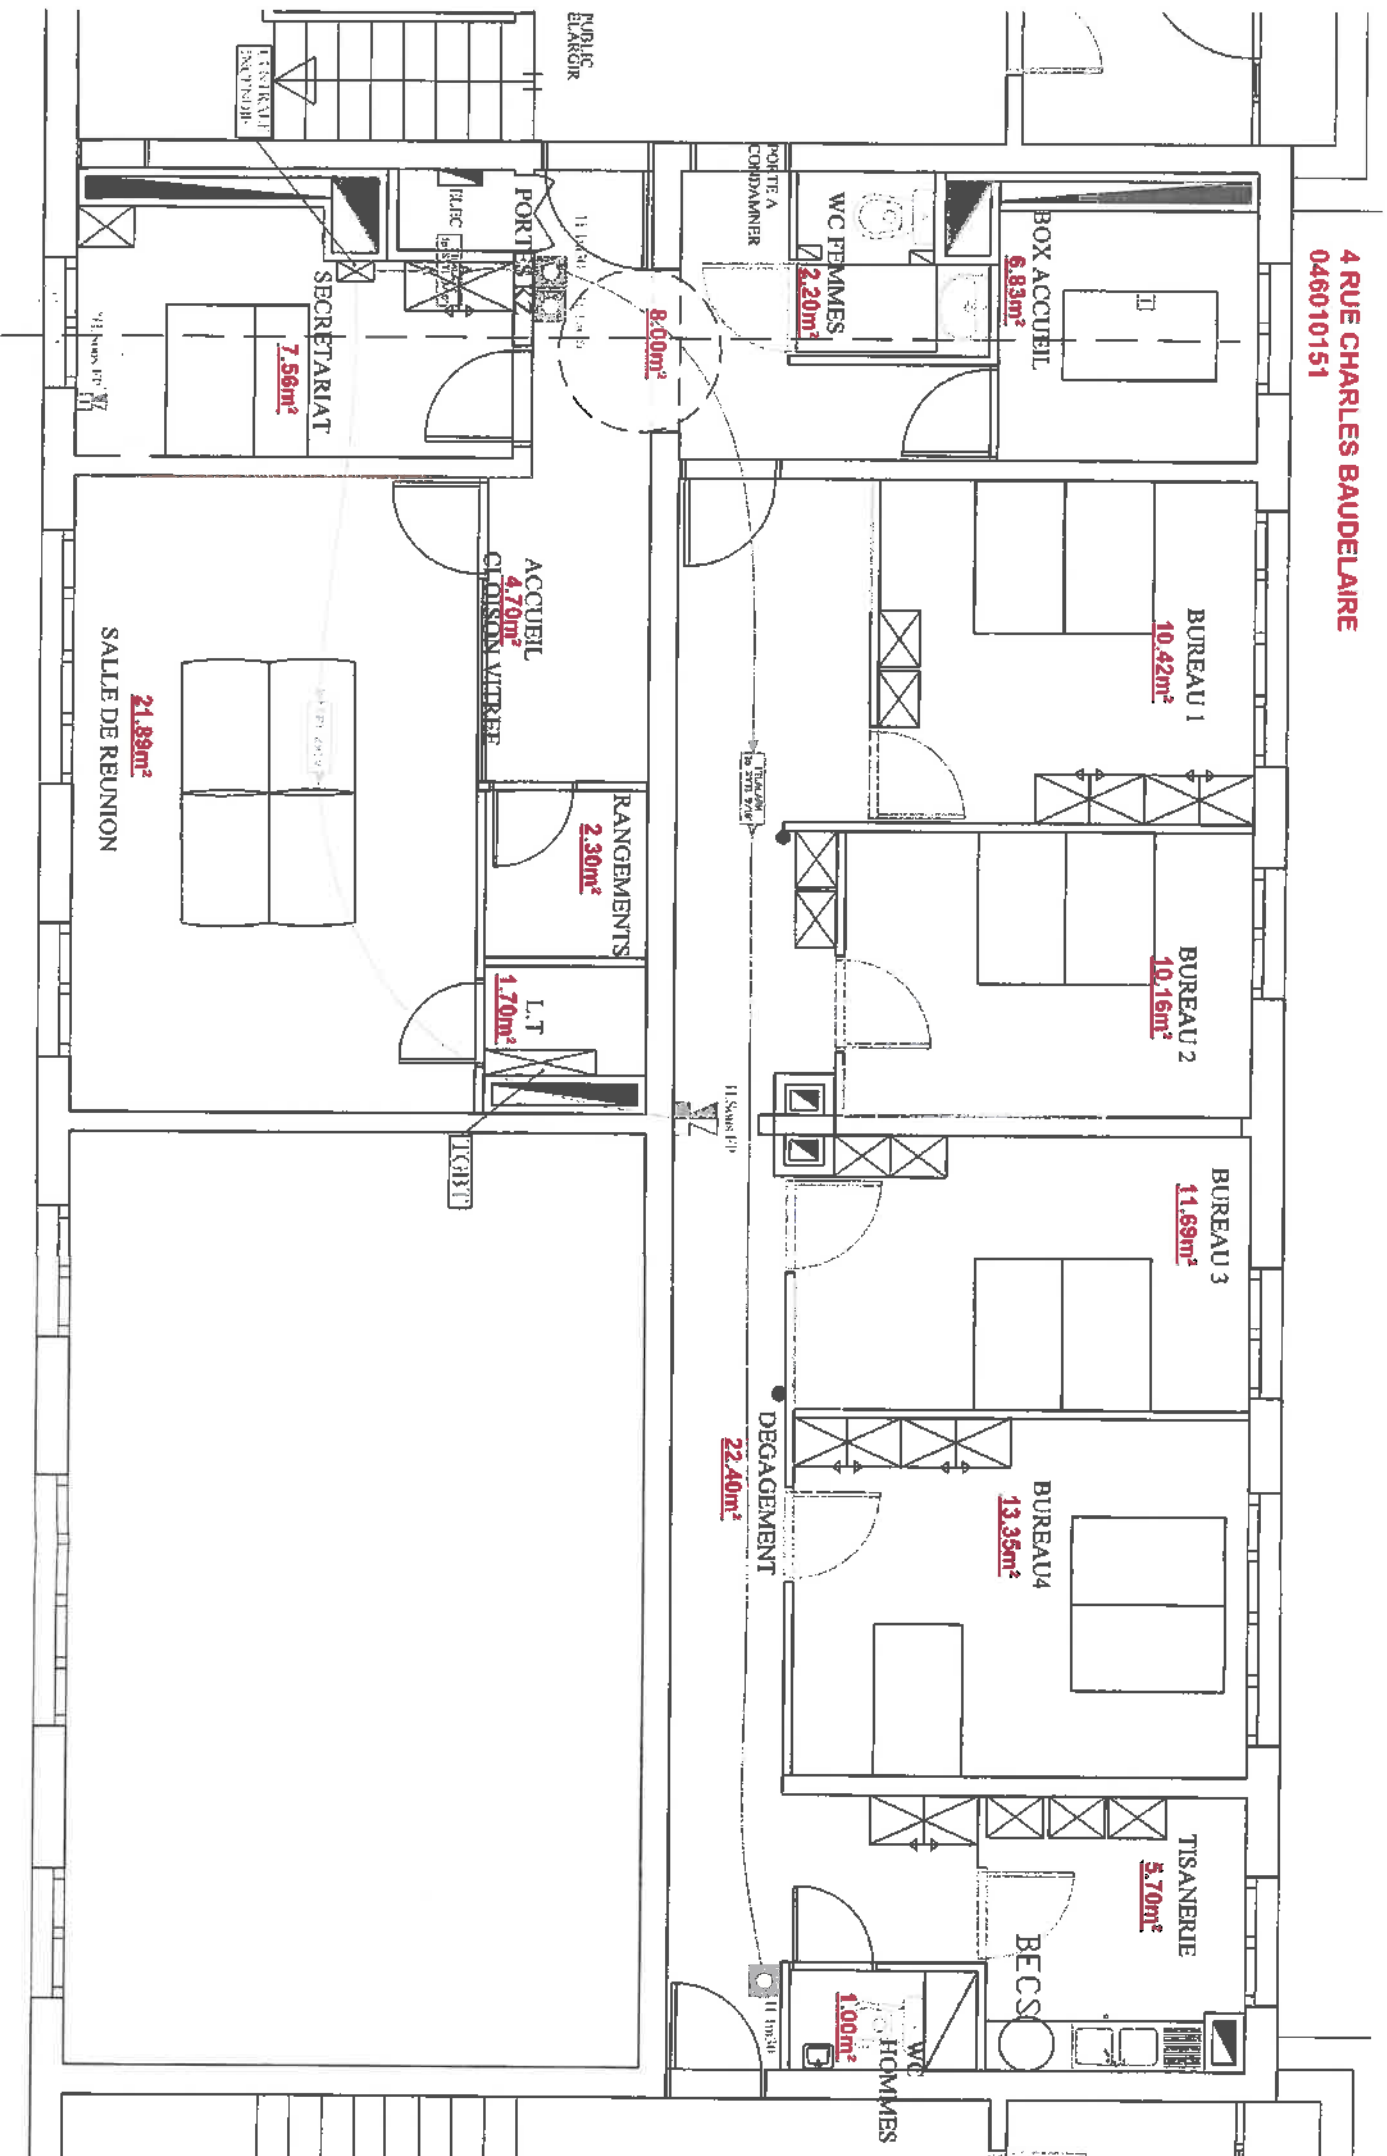 4 RUE CHARLES BAUDELAIRE
046010151
BOX ACCUEIL
6.83m²
WC FEMMES
2.20m²
PORTE A
CONDAMNER
8.00m²
PUBLIC
ELARGIR
ELEC
SECRETARIAT
7.56m²
BUREAU 1
10.42m²
ACCUEIL
4.70m²
CLOISON VITREE
SALLE DE REUNION
21.89m²
RANGEMENTS
2.30m²
L.T
1.70m²
TGBT
BUREAU 2
10.16m²
BUREAU 3
11.69m²
BUREAU4
13.35m²
DEGAGEMENT
22.40m²
TISANERIE
5.70m²
BECS
WC
HOMMES
1.00m²